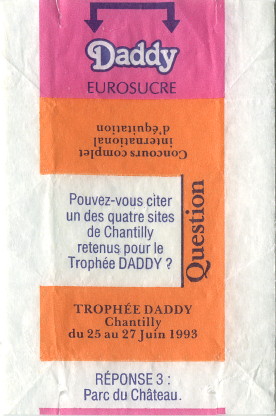 Daddy
EUROSUCRE
Concours complet
international
d'équitation
Pouvez-vous citer
un des quatre sites
de Chantilly
retenus pour le
Trophée DADDY ?
Question
TROPHÉE DADDY
Chantilly
du 25 au 27 Juin 1993
RÉPONSE 3 :
Parc du Château.